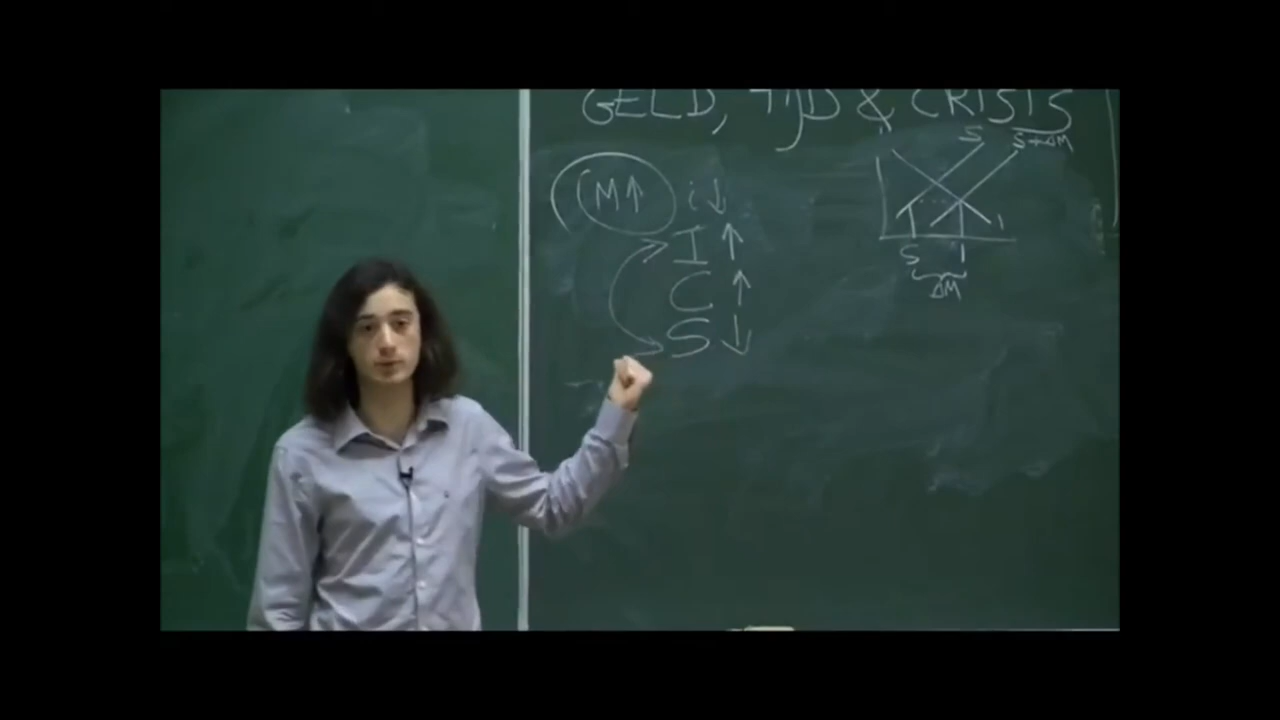 GELD, TIJD & CRISIS
S S+ΔM
M↑ i↓
I ↑
C ↑
S ↓
I
S I
ΔM